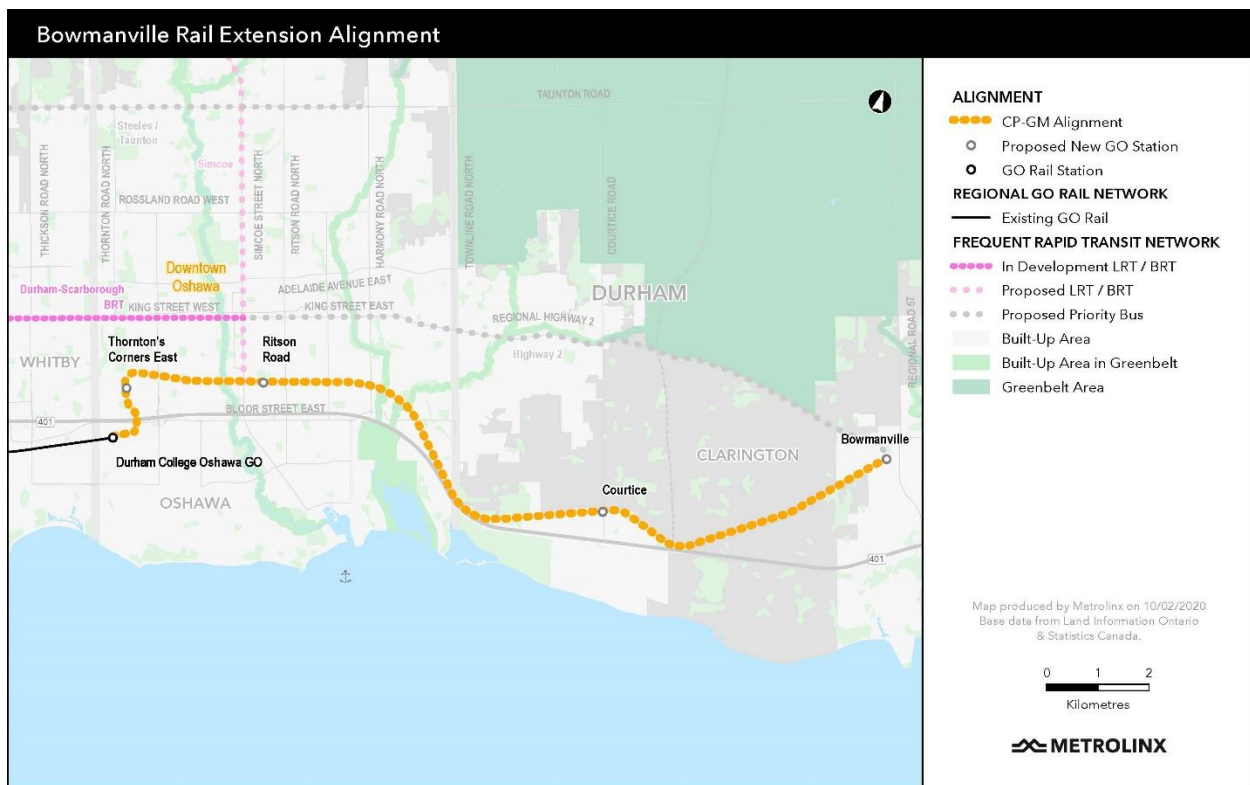 Bowmanville Rail Extension Alignment
TAUNTON ROAD
Steeles /
Taunton
Simcoe
THICKSON ROAD NORTH
THORNTON ROAD NORTH
SIMCOE STREET NORTH
RITSON ROAD NORTH
HARMONY ROAD NORTH
TOWNLINE ROAD NORTH
COURTICE ROAD
ROSSLAND ROAD WEST
Downtown
Oshawa
ADELAIDE AVENUE EAST
Durham-Scarborough
BRT
KING STREET WEST
KING STREET EAST
DURHAM
REGIONAL HIGHWAY 2
REGIONAL ROAD 57
Highway 2
Thornton's
Corners East
Ritson
Road
WHITBY
BLOOR STREET EAST
401
Bowmanville
CLARINGTON
Durham College Oshawa GO
Courtice
OSHAWA
401
ALIGNMENT
CP-GM Alignment
Proposed New GO Station
GO Rail Station
REGIONAL GO RAIL NETWORK
Existing GO Rail
FREQUENT RAPID TRANSIT NETWORK
In Development LRT / BRT
Proposed LRT / BRT
Proposed Priority Bus
Built-Up Area
Built-Up Area in Greenbelt
Greenbelt Area
Map produced by Metrolinx on 10/02/2020
Base data from Land Information Ontario
& Statistics Canada.
0 1 2
Kilometres
METROLINX